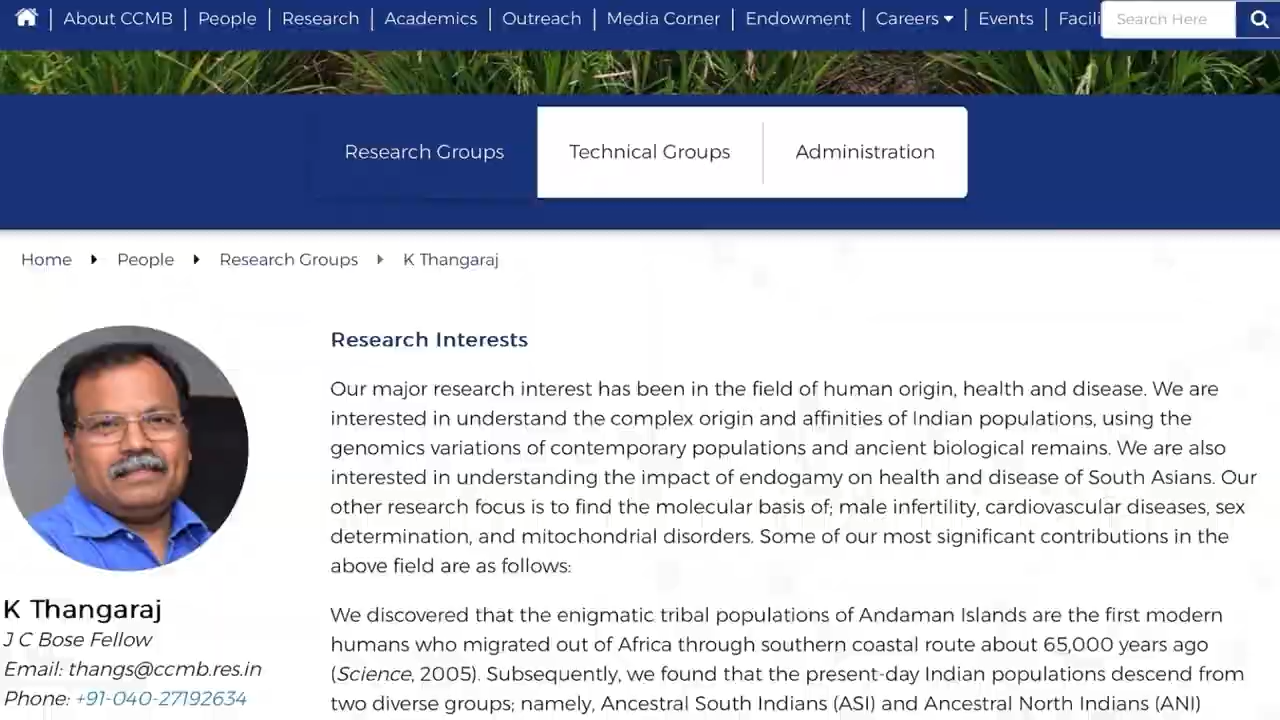 About CCMB | People | Research | Academics | Outreach | Media Corner | Endowment | Careers | Events | Facili
Search Here
Research Groups
Technical Groups
Administration
Home People Research Groups K Thangaraj
Research Interests
Our major research interest has been in the field of human origin, health and disease. We are
interested in understand the complex origin and affinities of Indian populations, using the
genomics variations of contemporary populations and ancient biological remains. We are also
interested in understanding the impact of endogamy on health and disease of South Asians. Our
other research focus is to find the molecular basis of; male infertility, cardiovascular diseases, sex
determination, and mitochondrial disorders. Some of our most significant contributions in the
above field are as follows:
We discovered that the enigmatic tribal populations of Andaman Islands are the first modern
humans who migrated out of Africa through southern coastal route about 65,000 years ago
(Science, 2005). Subsequently, we found that the present-day Indian populations descend from
two diverse groups; namely, Ancestral South Indians (ASI) and Ancestral North Indians (ANI)
K Thangaraj
J C Bose Fellow
Email: thangs@ccmb.res.in
Phone: +91-040-27192634